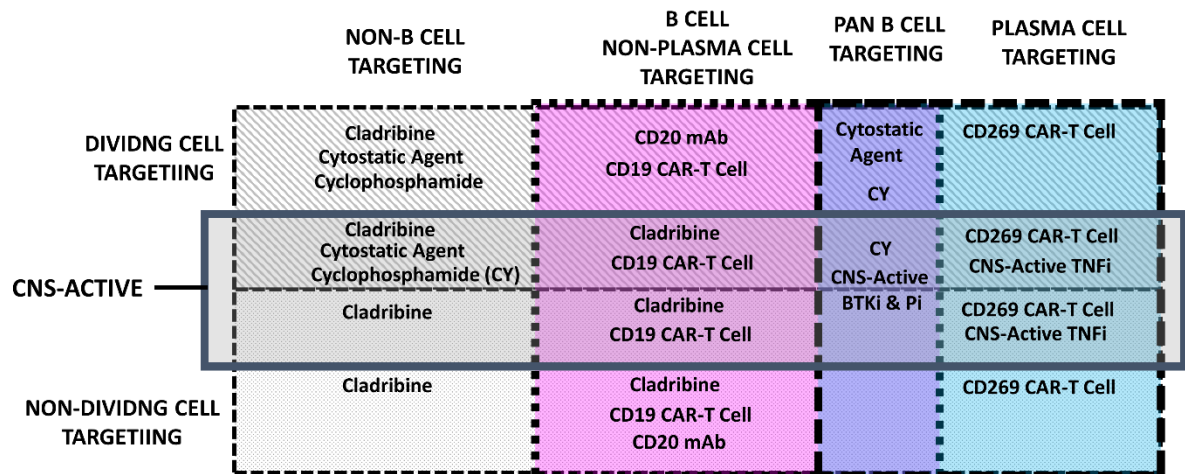 NON-B CELL
TARGETING
B CELL
NON-PLASMA CELL
TARGETING
PAN B CELL
TARGETING
PLASMA CELL
TARGETING
DIVIDNG CELL
TARGETIING
Cladribine
Cytostatic Agent
Cyclophosphamide
CD20 mAb
CD19 CAR-T Cell
Cytostatic
Agent
CY
CD269 CAR-T Cell
CNS-ACTIVE
Cladribine
Cytostatic Agent
Cyclophosphamide (CY)
Cladribine
CD19 CAR-T Cell
CY
CNS-Active
BTKi & Pi
CD269 CAR-T Cell
CNS-Active TNFi
Cladribine
Cladribine
CD19 CAR-T Cell
CD269 CAR-T Cell
CNS-Active TNFi
NON-DIVIDNG CELL
TARGETIING
Cladribine
Cladribine
CD19 CAR-T Cell
CD20 mAb
CD269 CAR-T Cell